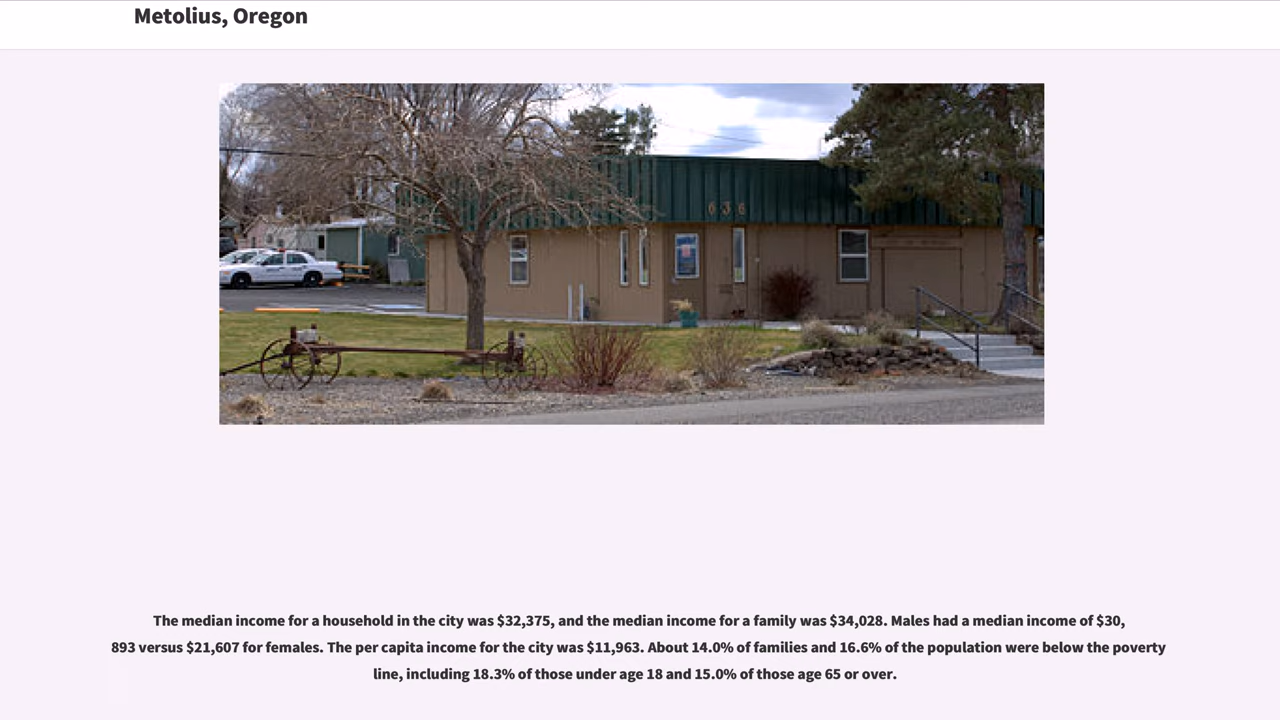 Metolius, Oregon
636
The median income for a household in the city was $32,375, and the median income for a family was $34,028. Males had a median income of $30,
893 versus $21,607 for females. The per capita income for the city was $11,963. About 14.0% of families and 16.6% of the population were below the poverty
line, including 18.3% of those under age 18 and 15.0% of those age 65 or over.